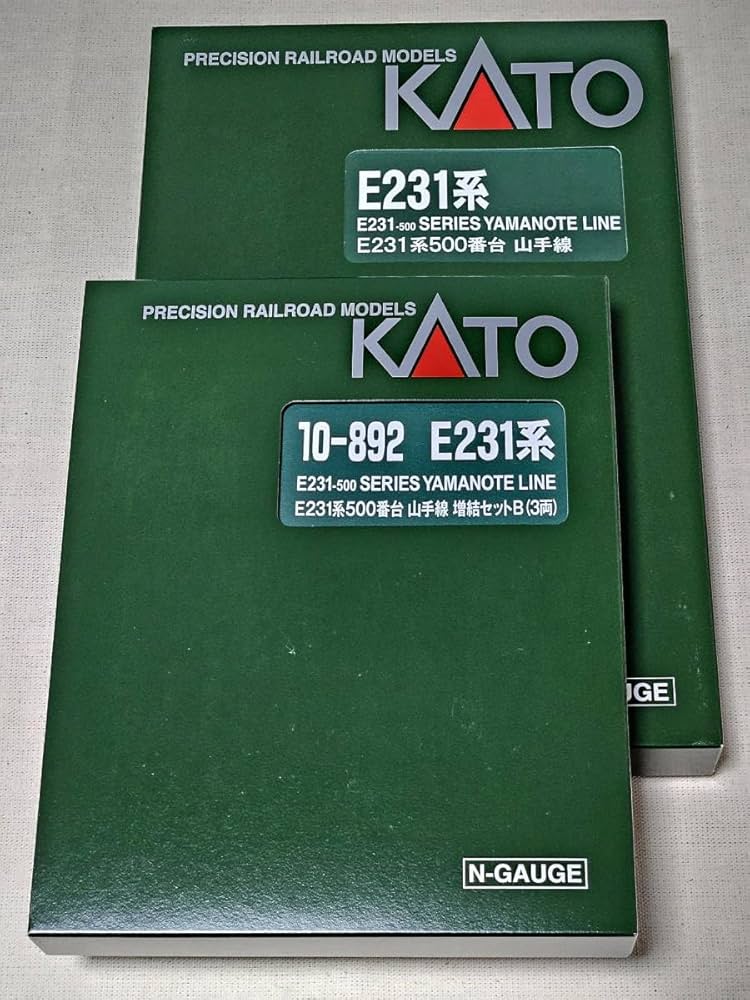 PRECISION RAILROAD MODELS
KATO
E231系
E231-500 SERIES YAMANOTE LINE
E231系500番台 山手線
UGE
PRECISION RAILROAD MODELS
KATO
10-892 E231系
E231-500 SERIES YAMANOTE LINE
E231系500番台 山手線 増結セットB(3両)
N-GAUGE